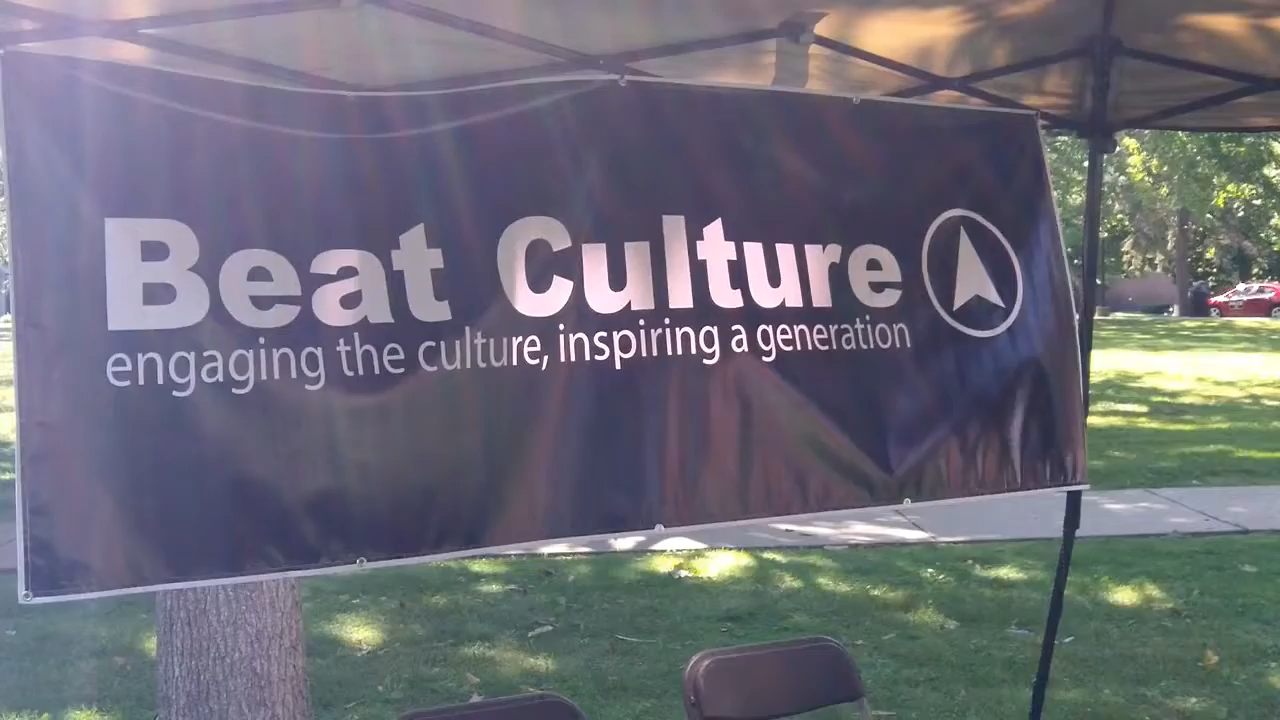 Beat Culture
engaging the culture, inspiring a generation